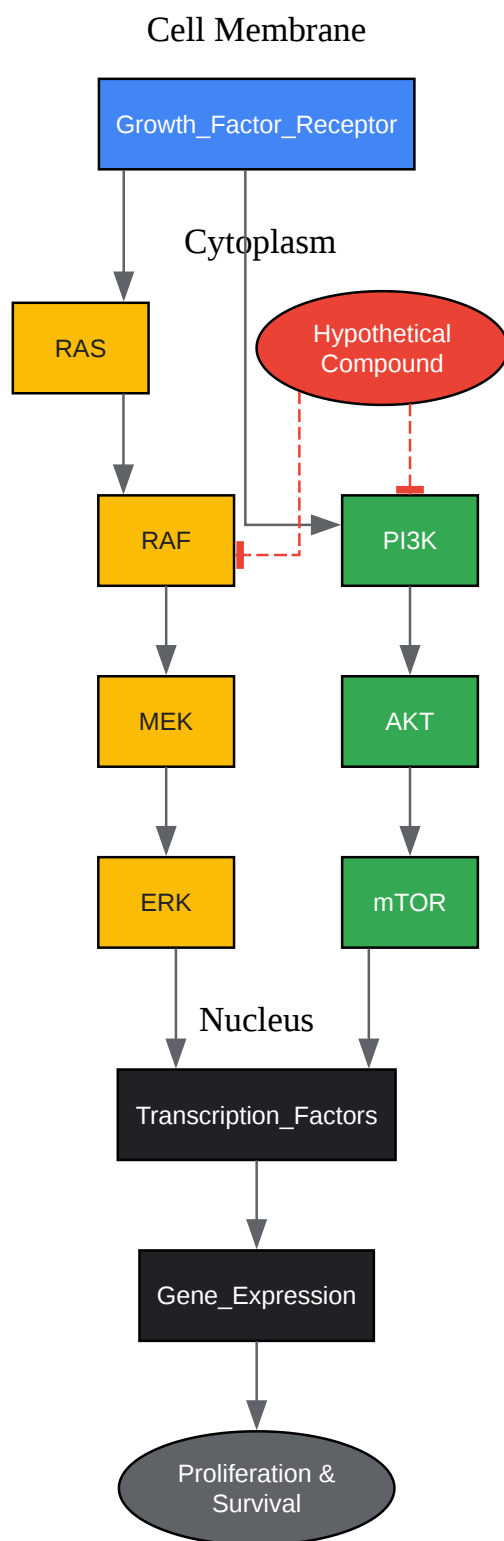 Cell Membrane
Growth_Factor_Receptor
Cytoplasm
RAS
Hypothetical
Compound
RAF
PI3K
MEK
AKT
ERK
mTOR
Nucleus
Transcription_Factors
Gene_Expression
Proliferation &
Survival